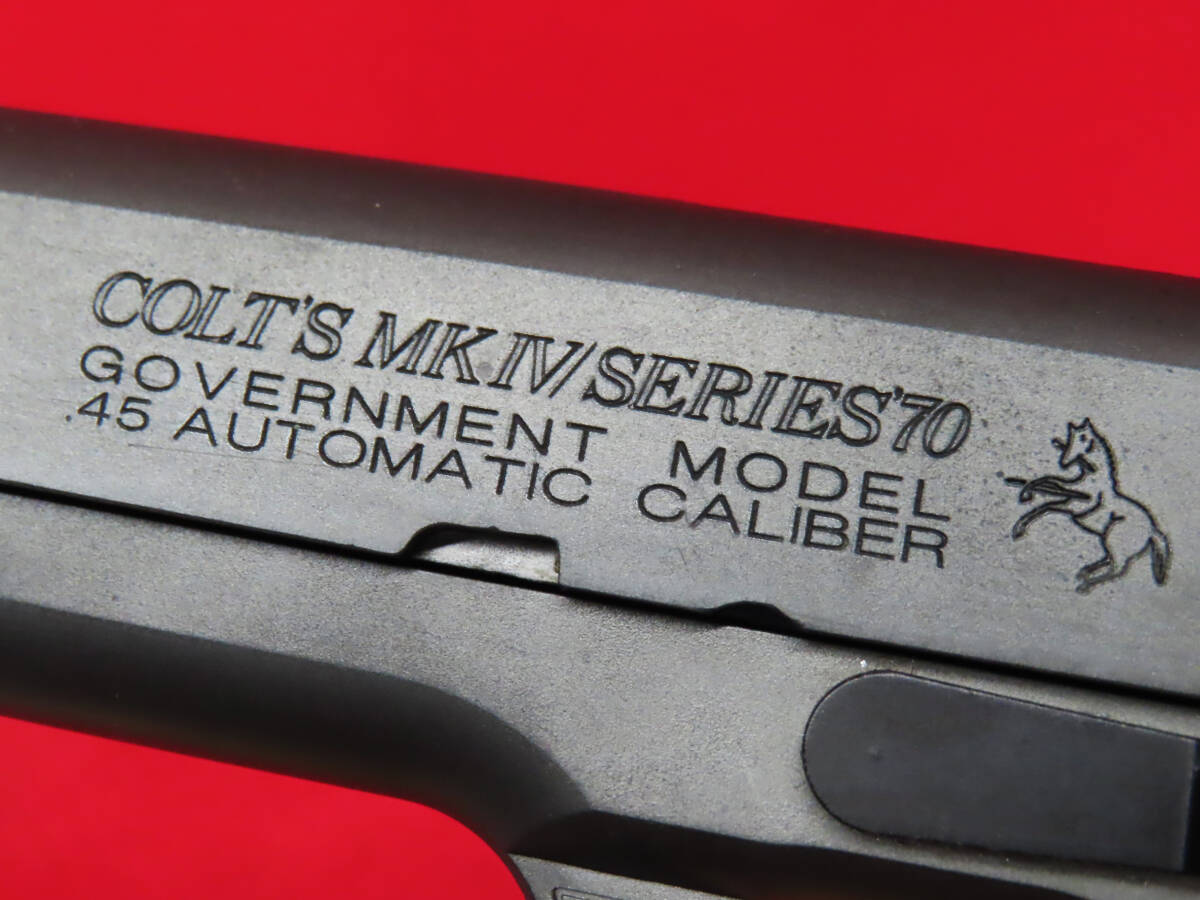 COLT'S MK IV/SERIES'70
GOVERNMENT MODEL
.45 AUTOMATIC CALIBER